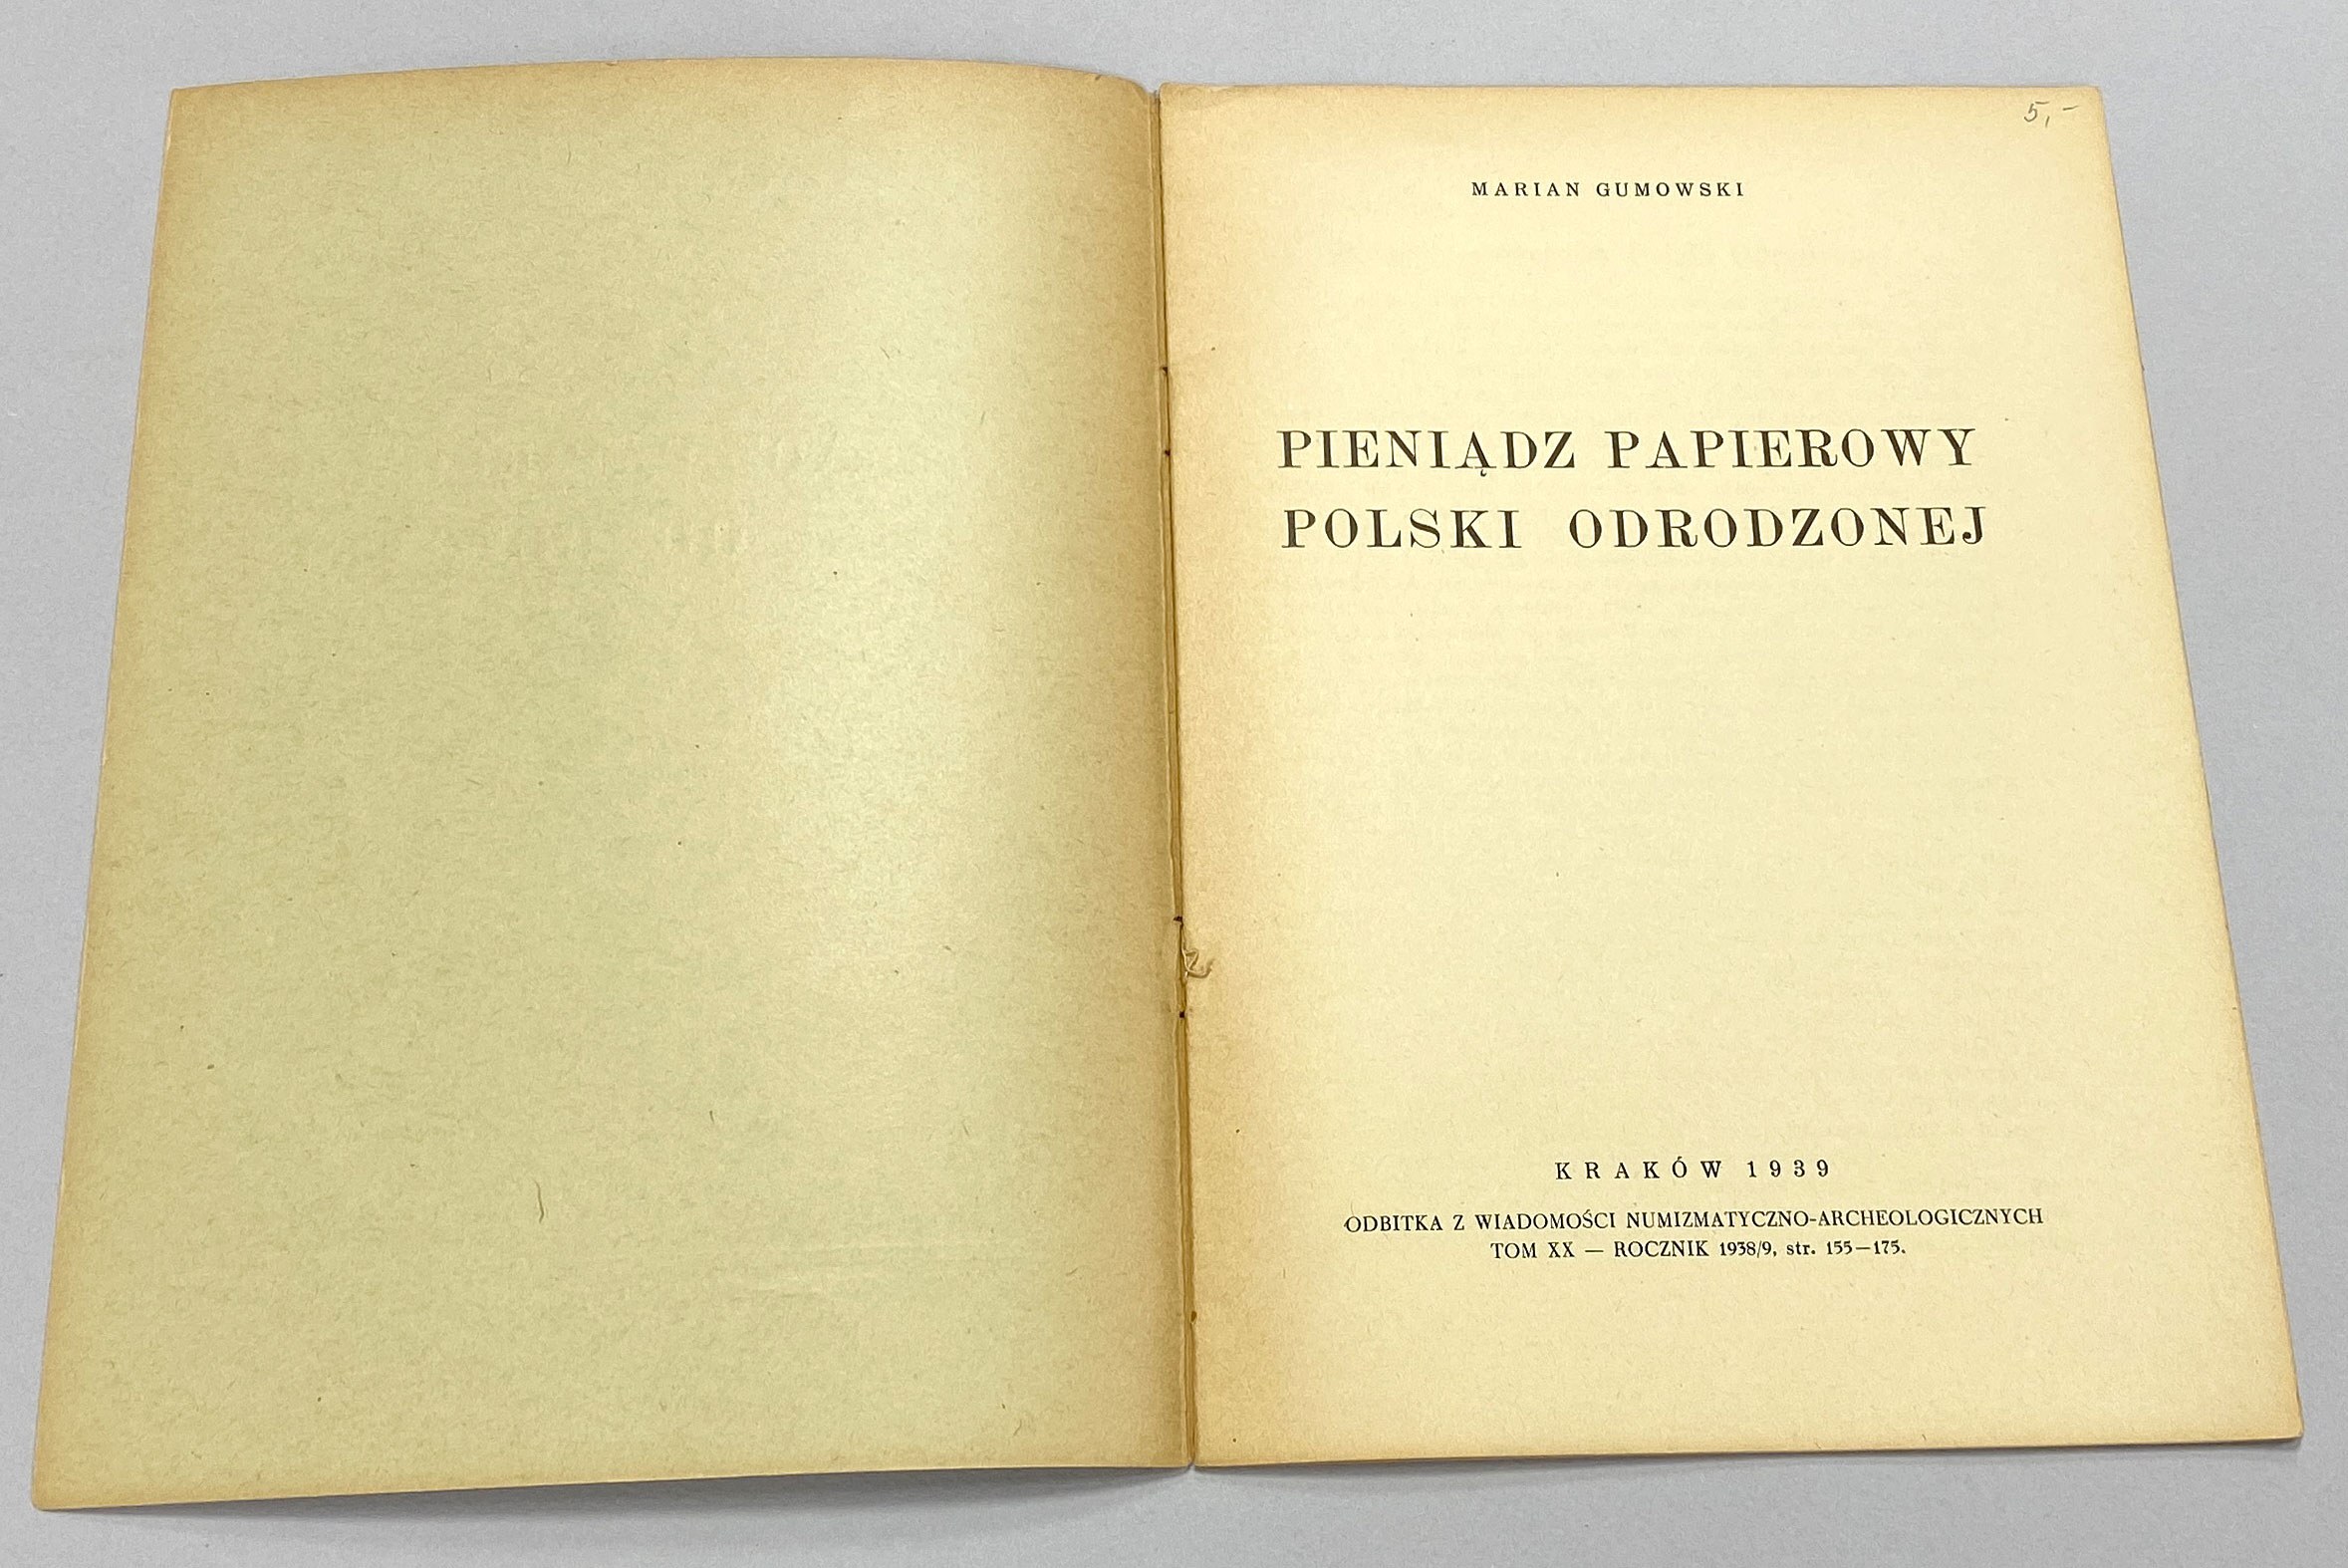 5,-
MARIAN GUMOWSKI
PIENIĄDZ PAPIEROWY
POLSKI ODRODZONEJ
KRAKÓW 1939
ODBITKA Z WIADOMOŚCI NUMIZMATYCZNO-ARCHEOLOGICZNYCH
TOM XX — ROCZNIK 1938/9, str. 155—175.